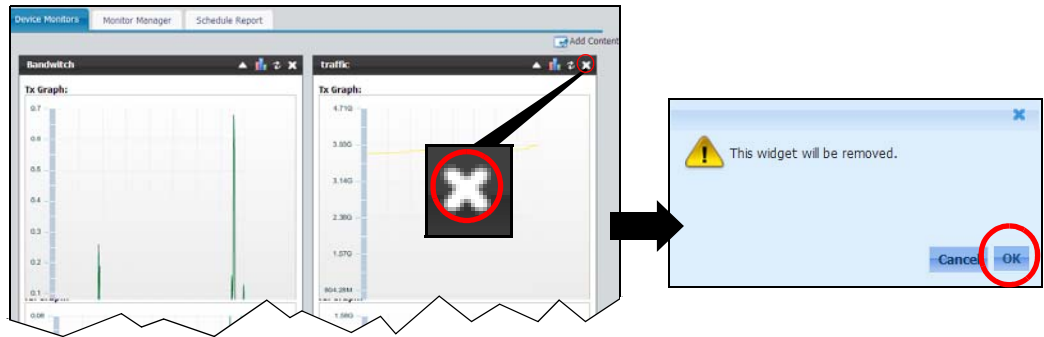 Device Monitors Monitor Manager Schedule Report
Add Content
Bandwitch
Tx Graph:
0.7
0.6
0.5
0.4
0.3
0.2
0.1
0.08
traffic
Tx Graph:
4.71G
3.93G
3.14G
2.36G
1.57G
804.28M
1.58G
This widget will be removed.
Cancel OK